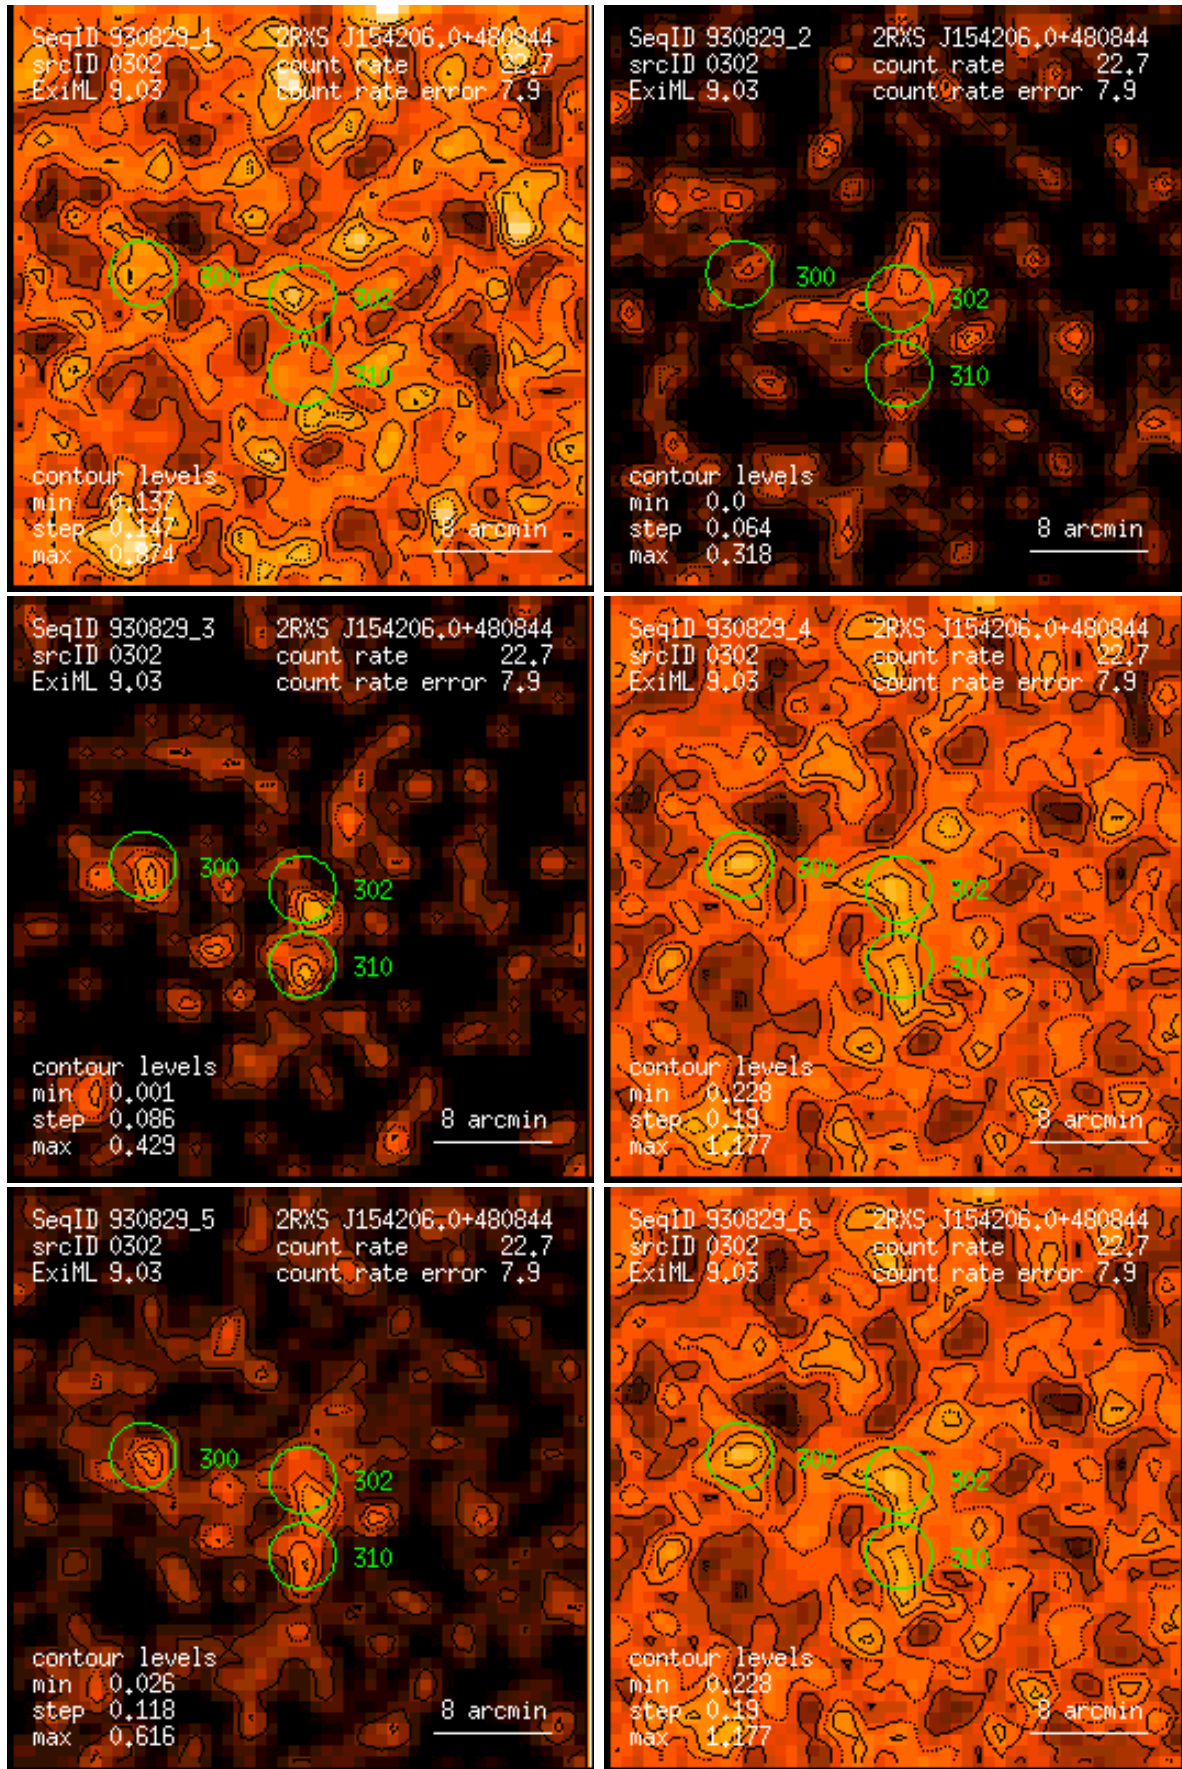 SeqID 930829_1 2RXS J154206.0+480844
srcID 0302 count rate 22.7
ExiML 9.03 count rate error 7.9
300
302
310
contour levels
min 0.137
step 0.147
max 0.874
8 arcmin
SeqID 930829_2 2RXS J154206.0+480844
srcID 0302 count rate 22.7
ExiML 9.03 count rate error 7.9
300
302
310
contour levels
min 0.0
step 0.064
max 0.318
8 arcmin
SeqID 930829_3 2RXS J154206.0+480844
srcID 0302 count rate 22.7
ExiML 9.03 count rate error 7.9
300
302
310
contour levels
min 0.001
step 0.086
max 0.429
8 arcmin
SeqID 930829_4 2RXS J154206.0+480844
srcID 0302 count rate 22.7
ExiML 9.03 count rate error 7.9
300
302
310
contour levels
min 0.228
step 0.19
max 1.177
8 arcmin
SeqID 930829_5 2RXS J154206.0+480844
srcID 0302 count rate 22.7
ExiML 9.03 count rate error 7.9
300
302
310
contour levels
min 0.026
step 0.118
max 0.616
8 arcmin
SeqID 930829_6 2RXS J154206.0+480844
srcID 0302 count rate 22.7
ExiML 9.03 count rate error 7.9
300
302
310
contour levels
min 0.228
step 0.19
max 1.177
8 arcmin